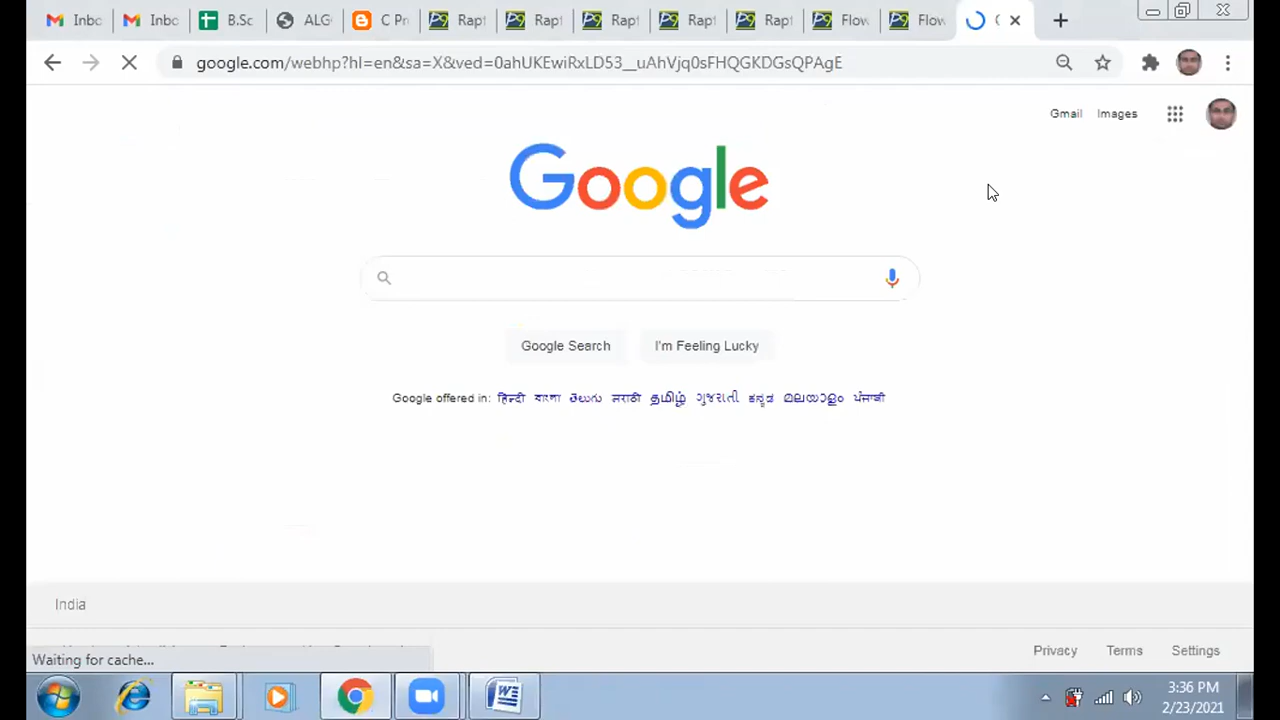 Inbo
Inbo
B.Sc
ALG
C Pr
Rapt
Rapt
Rapt
Rapt
Rapt
Flow
Flow
google.com/webhp?hl=en&sa=X&ved=0ahUKEwiRxLD53__uAhVjq0sFHQGKDGsQPAgE
Gmail Images
Google
Google Search I'm Feeling Lucky
Google offered in: हिन्दी বাংলা తెలుగు मराठी தமிழ் ગુજરાતી ಕನ್ನಡ മലയാളം ਪੰਜਾਬੀ
India
Waiting for cache...
Privacy Terms Settings
3:36 PM
2/23/2021